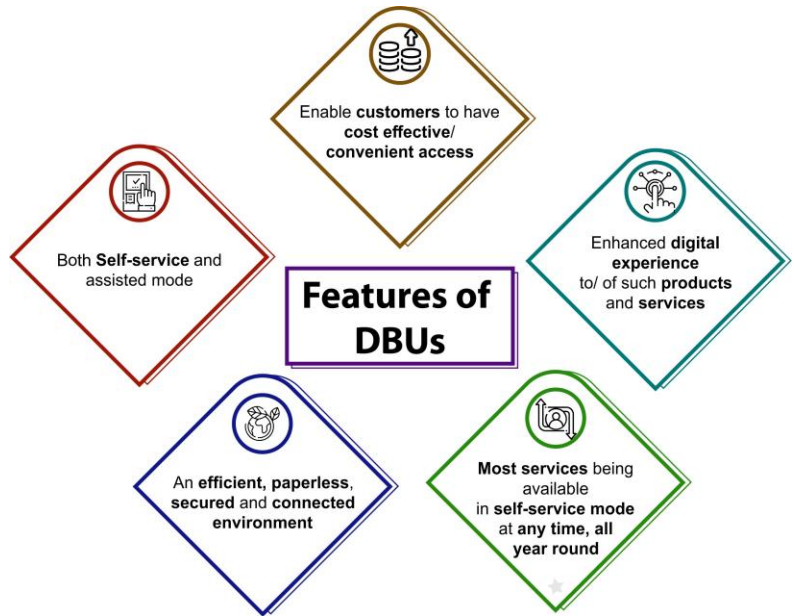 Enable customers to have
cost effective/
convenient access
Both Self-service and
assisted mode
Enhanced digital
experience
to/ of such products
and services
Features of
DBUs
An efficient, paperless,
secured and connected
environment
Most services being
available
in self-service mode
at any time, all
year round